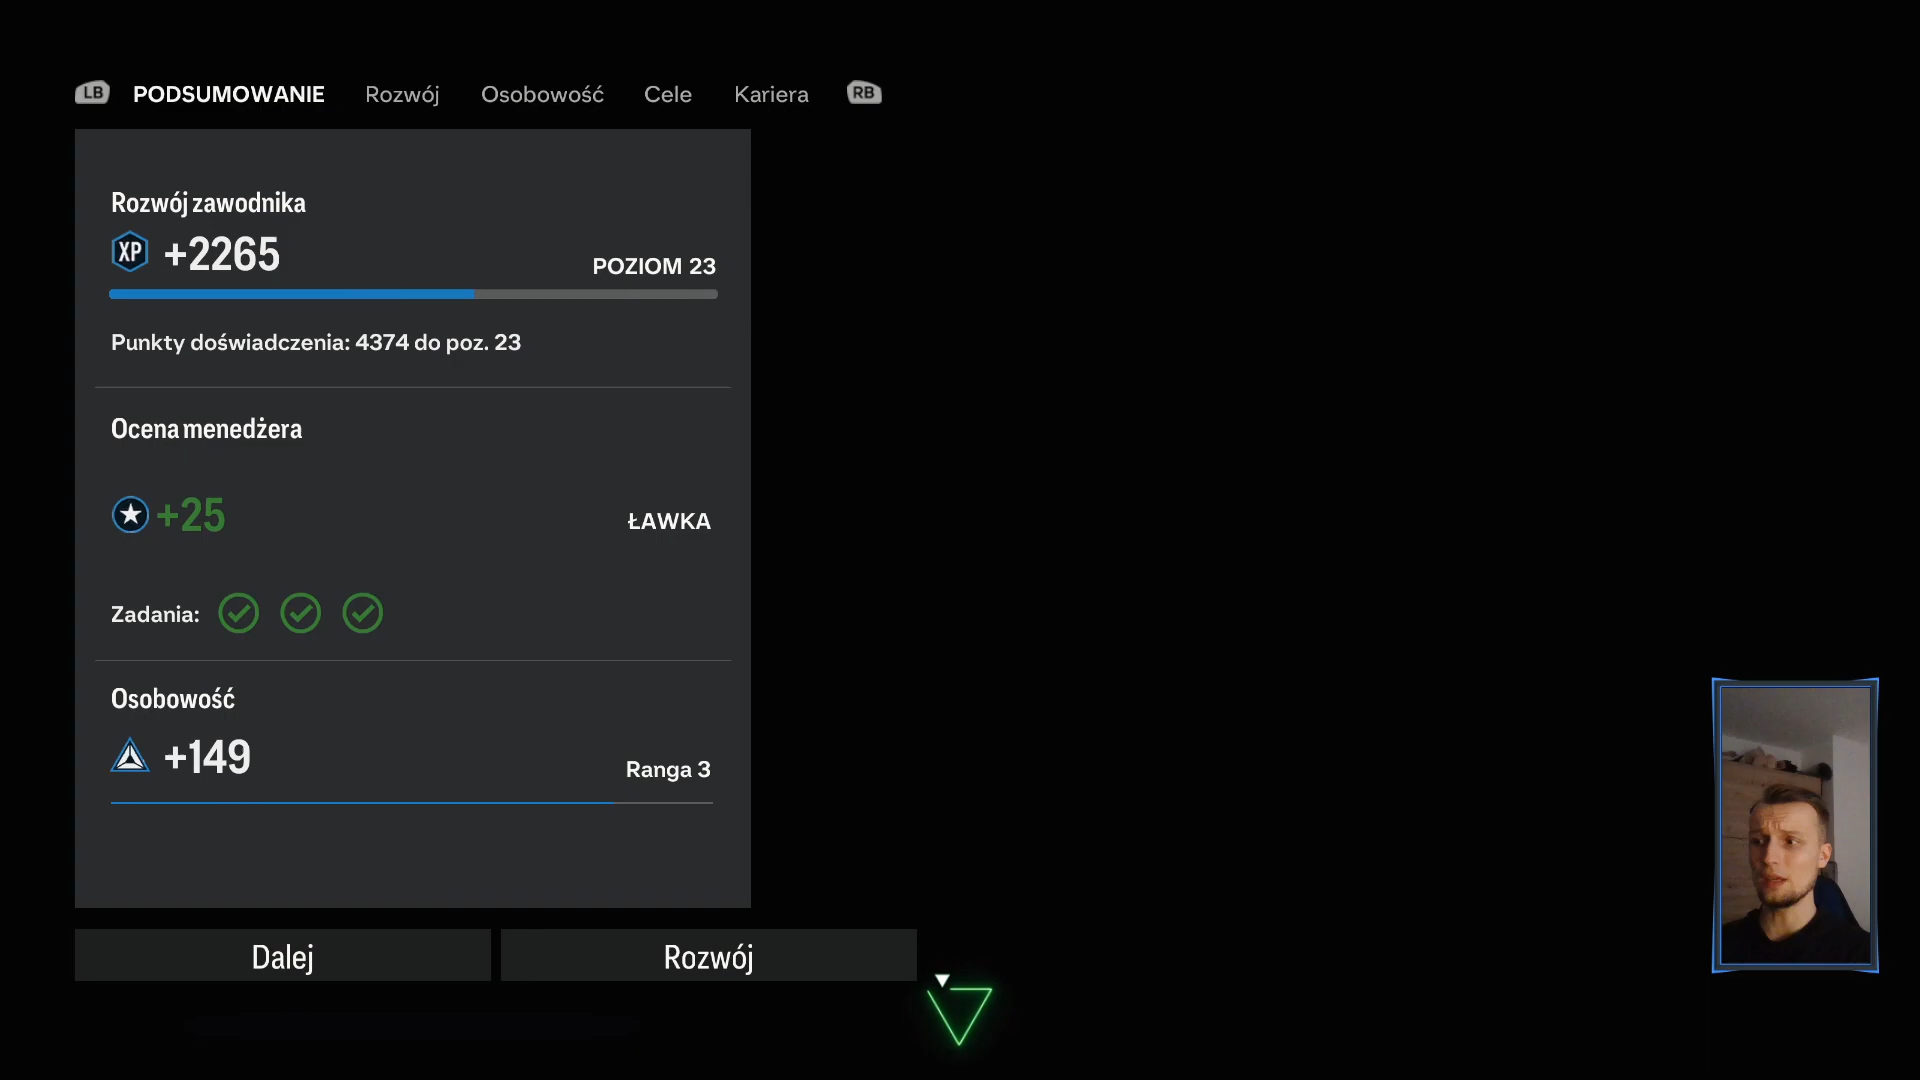 LB PODSUMOWANIE Rozwój Osobowość Cele Kariera RB
Rozwój zawodnika
XP +2265
POZIOM 23
Punkty doświadczenia: 4374 do poz. 23
Ocena menedżera
+25
ŁAWKA
Zadania:
Osobowość
+149
Ranga 3
Dalej Rozwój